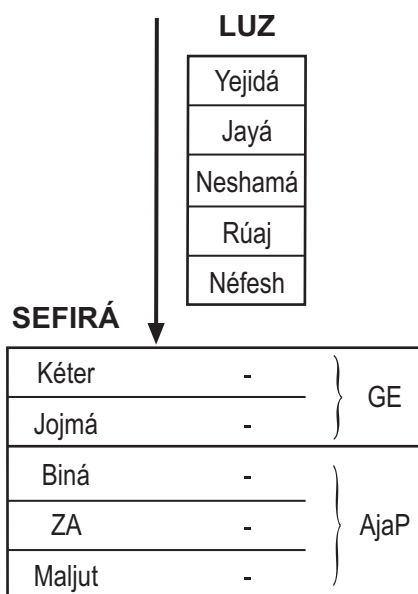 LUZ
Yejidá
Jayá
Neshamá
Rúaj
Néfesh
SEFIRÁ
Kéter -
GE
Jojmá -
Biná -
ZA - AjaP
Maljut -